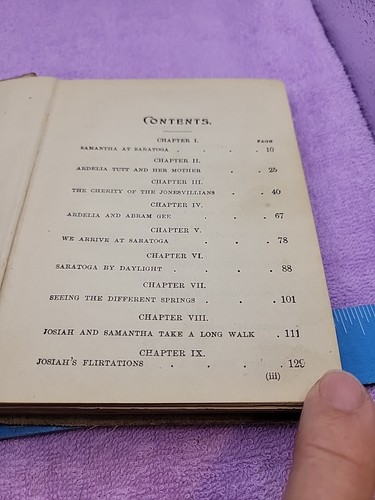 CONTENTS.
CHAPTER I.
PAGE
SAMANTHA AT SARATOGA . . . 10
CHAPTER II.
ARDELIA TUTT AND HER MOTHER . . 25
CHAPTER III.
THE CHERITY OF THE JONESVILLIANS . . 40
CHAPTER IV.
ARDELIA AND ABRAM GEE . . . 67
CHAPTER V.
WE ARRIVE AT SARATOGA . . . 78
CHAPTER VI.
SARATOGA BY DAYLIGHT . . . . 88
CHAPTER VII.
SEEING THE DIFFERENT SPRINGS . . . 101
CHAPTER VIII.
JOSIAH AND SAMANTHA TAKE A LONG WALK . 111
CHAPTER IX.
JOSIAH'S FLIRTATIONS . . . . 129
(iii)